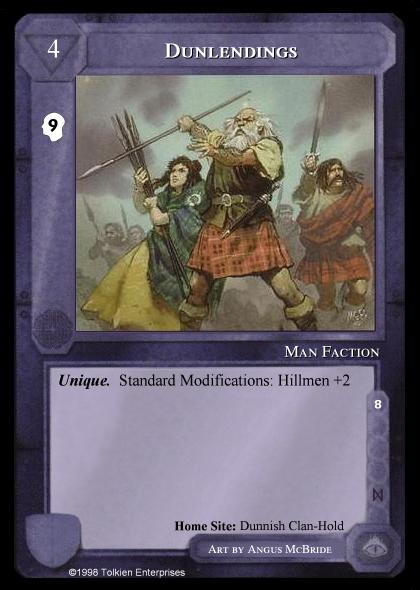 4
DUNLENDINGS
9
MAN FACTION
Unique. Standard Modifications: Hillmen +2
8
Home Site: Dunnish Clan-Hold
ART BY ANGUS MCBRIDE
©1998 Tolkien Enterprises